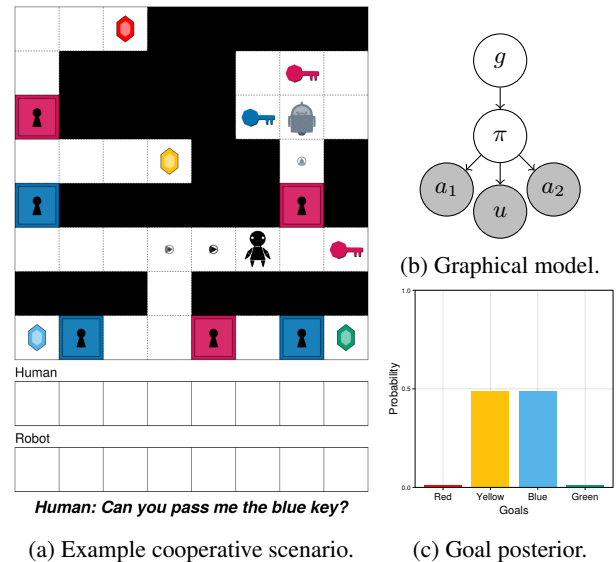 Human
Robot
Human: Can you pass me the blue key?
(a) Example cooperative scenario.
g
π
a₁
u
a₂
(b) Graphical model.
1.0
0.5
0.0
Probability
Red Yellow Blue Green
Goals
(c) Goal posterior.